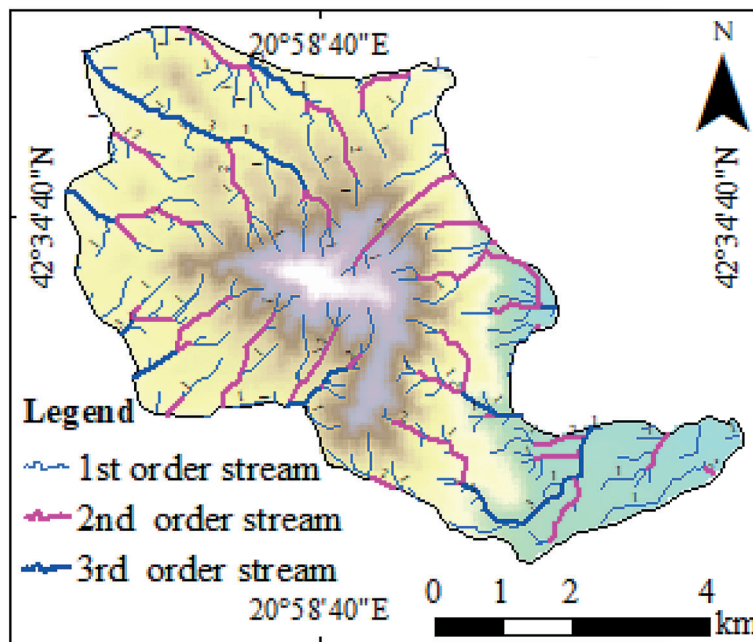 20°58'40"E
N
42°34'40"N
42°34'40"N
Legend
1st order stream
2nd order stream
3rd order stream
20°58'40"E
0 1 2 4
km